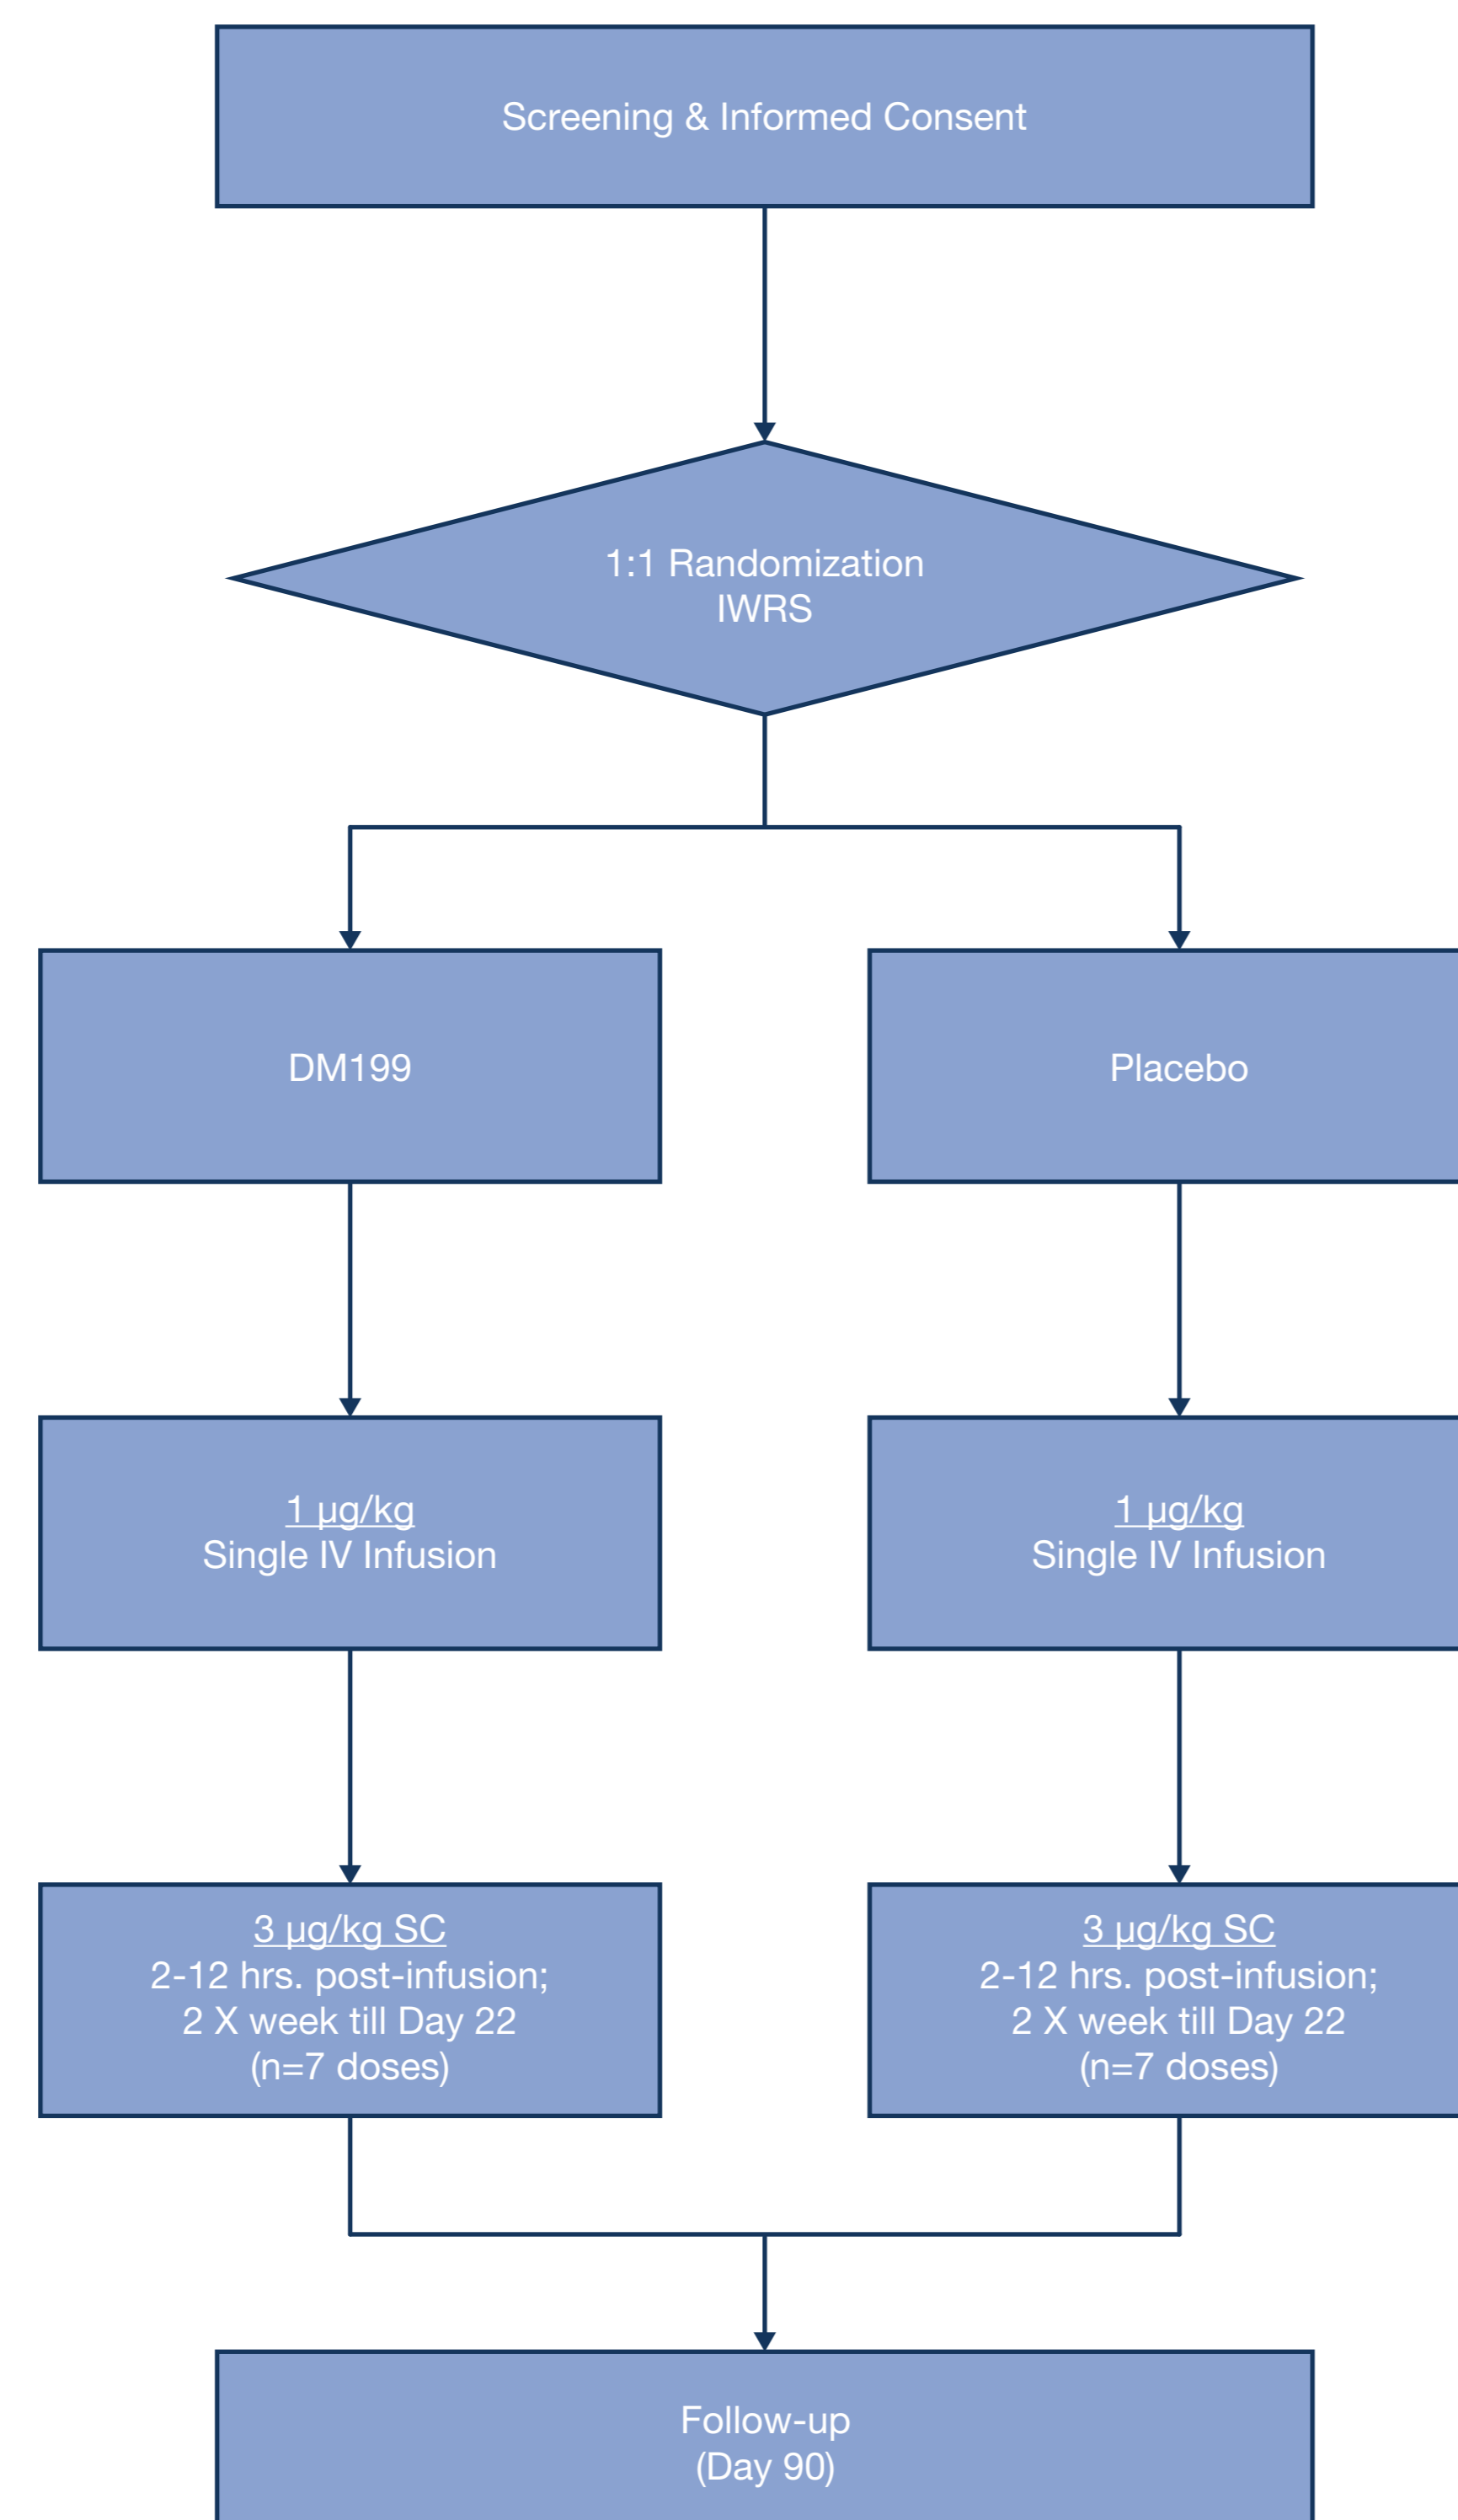 Screening & Informed Consent
1:1 Randomization
IWRS
DM199
Placebo
1 µg/kg
Single IV Infusion
1 µg/kg
Single IV Infusion
3 µg/kg SC
2-12 hrs. post-infusion;
2 X week till Day 22
(n=7 doses)
3 µg/kg SC
2-12 hrs. post-infusion;
2 X week till Day 22
(n=7 doses)
Follow-up
(Day 90)